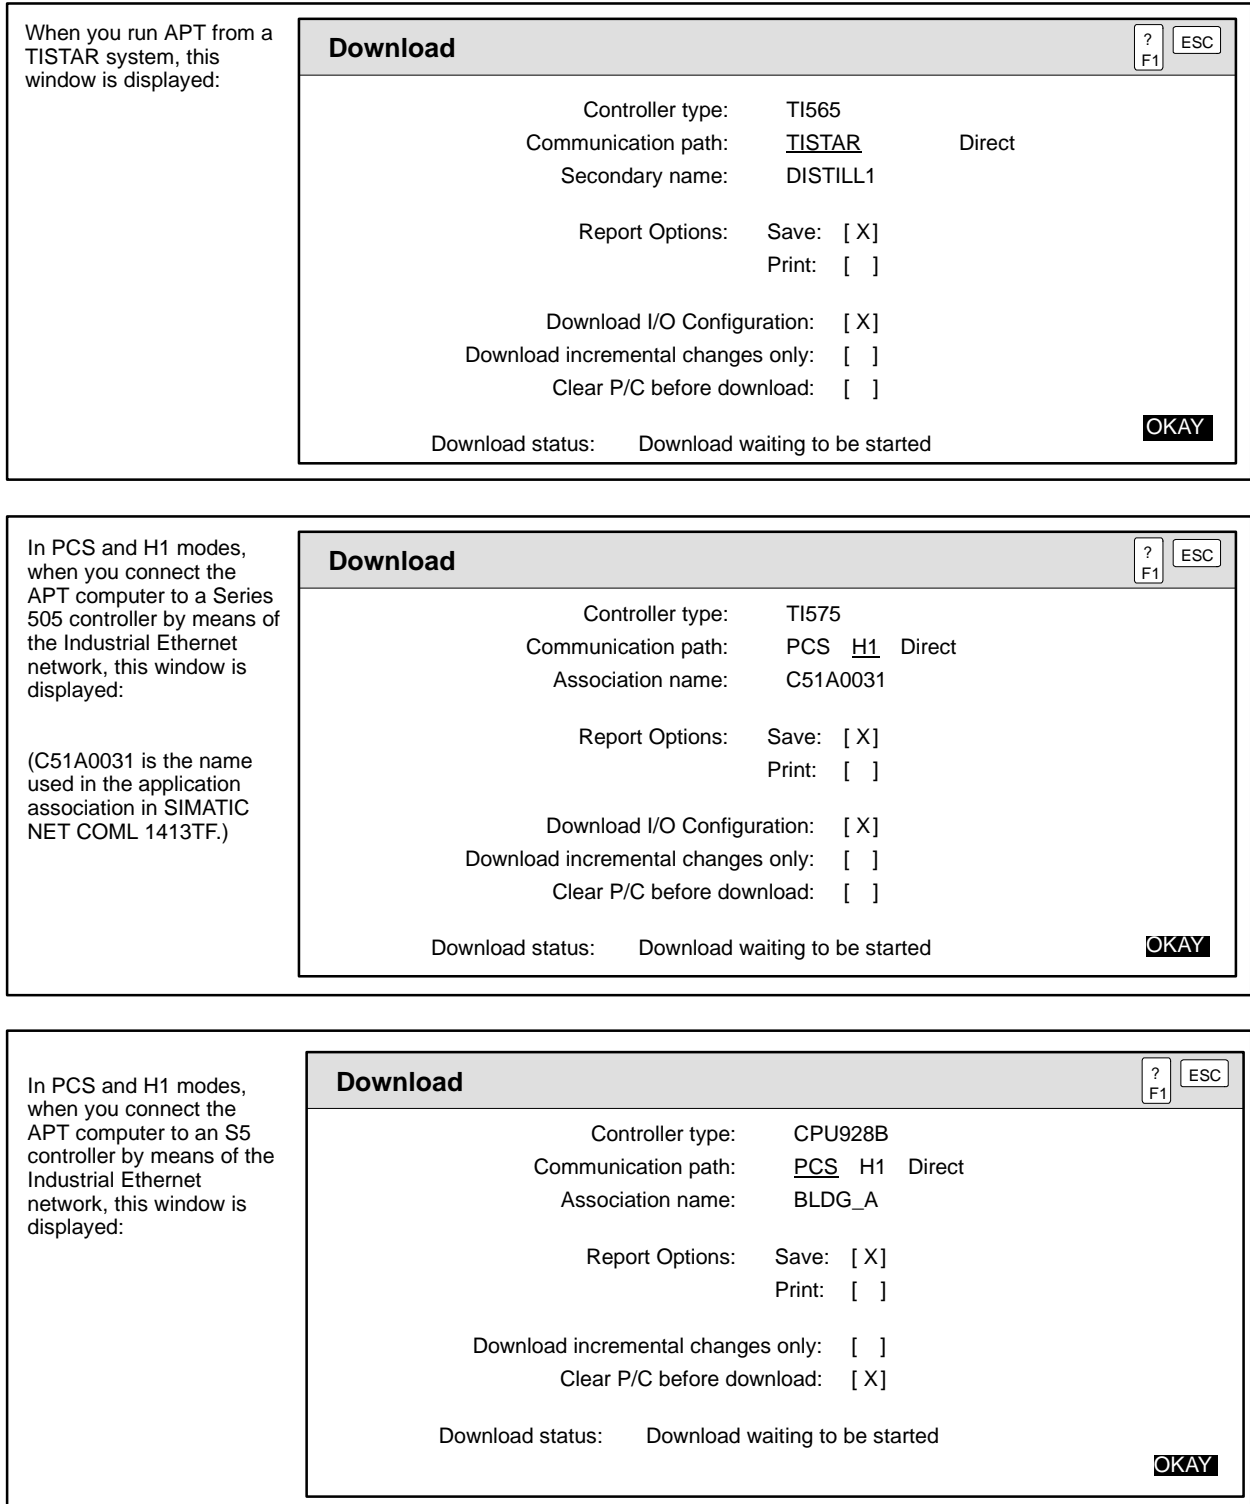 When you run APT from a
TISTAR system, this
window is displayed:
Download
?
F1
ESC
Controller type: TI565
Communication path: TISTAR Direct
Secondary name: DISTILL1
Report Options: Save: [ X]
Print: [ ]
Download I/O Configuration: [ X]
Download incremental changes only: [ ]
Clear P/C before download: [ ]
OKAY
Download status: Download waiting to be started
In PCS and H1 modes,
when you connect the
APT computer to a Series
505 controller by means of
the Industrial Ethernet
network, this window is
displayed:
(C51A0031 is the name
used in the application
association in SIMATIC
NET COML 1413TF.)
Download
?
F1
ESC
Controller type: TI575
Communication path: PCS H1 Direct
Association name: C51A0031
Report Options: Save: [ X]
Print: [ ]
Download I/O Configuration: [ X]
Download incremental changes only: [ ]
Clear P/C before download: [ ]
Download status: Download waiting to be started
OKAY
In PCS and H1 modes,
when you connect the
APT computer to an S5
controller by means of the
Industrial Ethernet
network, this window is
displayed:
Download
?
F1
ESC
Controller type: CPU928B
Communication path: PCS H1 Direct
Association name: BLDG_A
Report Options: Save: [ X]
Print: [ ]
Download incremental changes only: [ ]
Clear P/C before download: [ X]
Download status: Download waiting to be started
OKAY